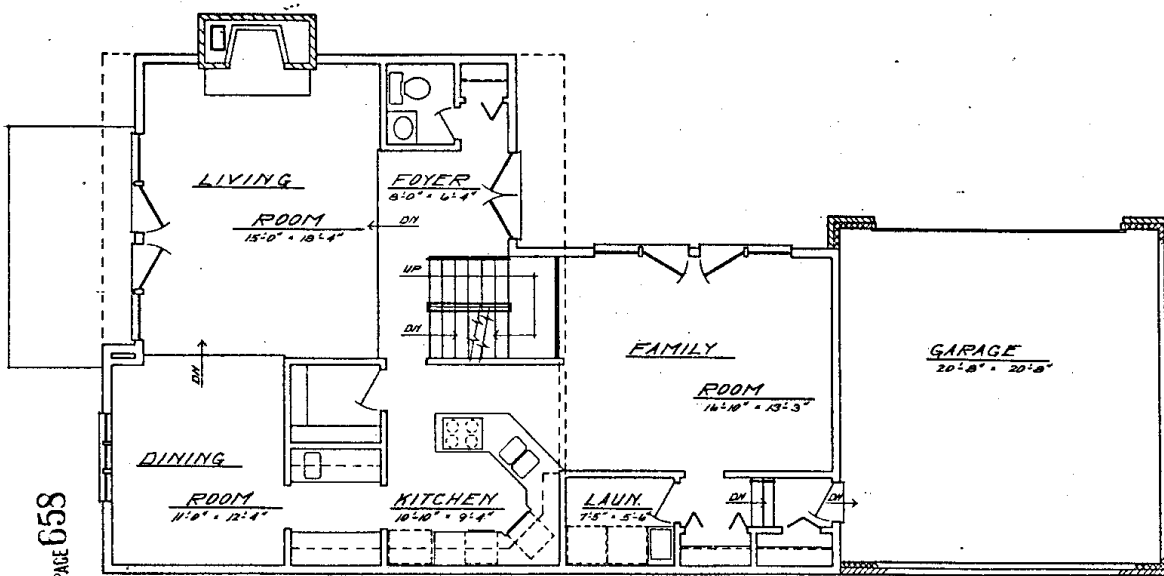 LIVING
ROOM
15'-0" × 18'-4"
FOYER
8'-0" × 6'-4"
DN
UP
DN
DN
FAMILY
ROOM
16'-10" × 13'-3"
GARAGE
20'-8" × 20'-8"
DINING
ROOM
11'-0" × 12'-4"
KITCHEN
10'-10" × 9'-4"
LAUN.
7'-5" × 5'-6"
DN
DN
PAGE 658